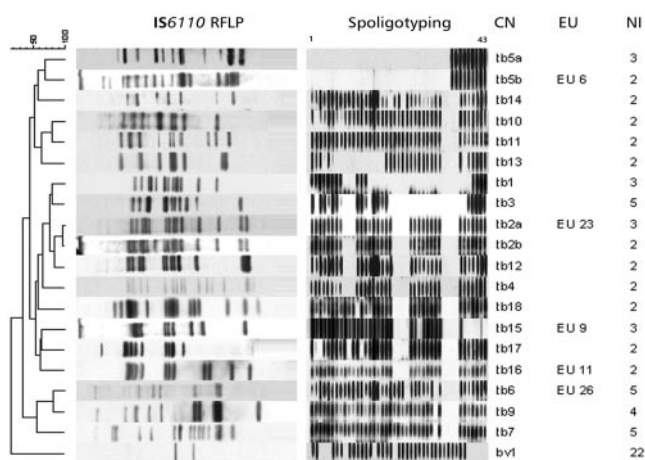 IS6110 RFLP Spoligotyping CN EU NI
50 100 1 43
tb5a 3
tb5b EU 6 2
tb14 2
tb10 2
tb11 2
tb13 2
tb1 3
tb3 5
tb2a EU 23 3
tb2b 2
tb12 2
tb4 2
tb18 2
tb15 EU 9 3
tb17 2
tb16 EU 11 2
tb6 EU 26 5
tb9 4
tb7 5
bv1 22